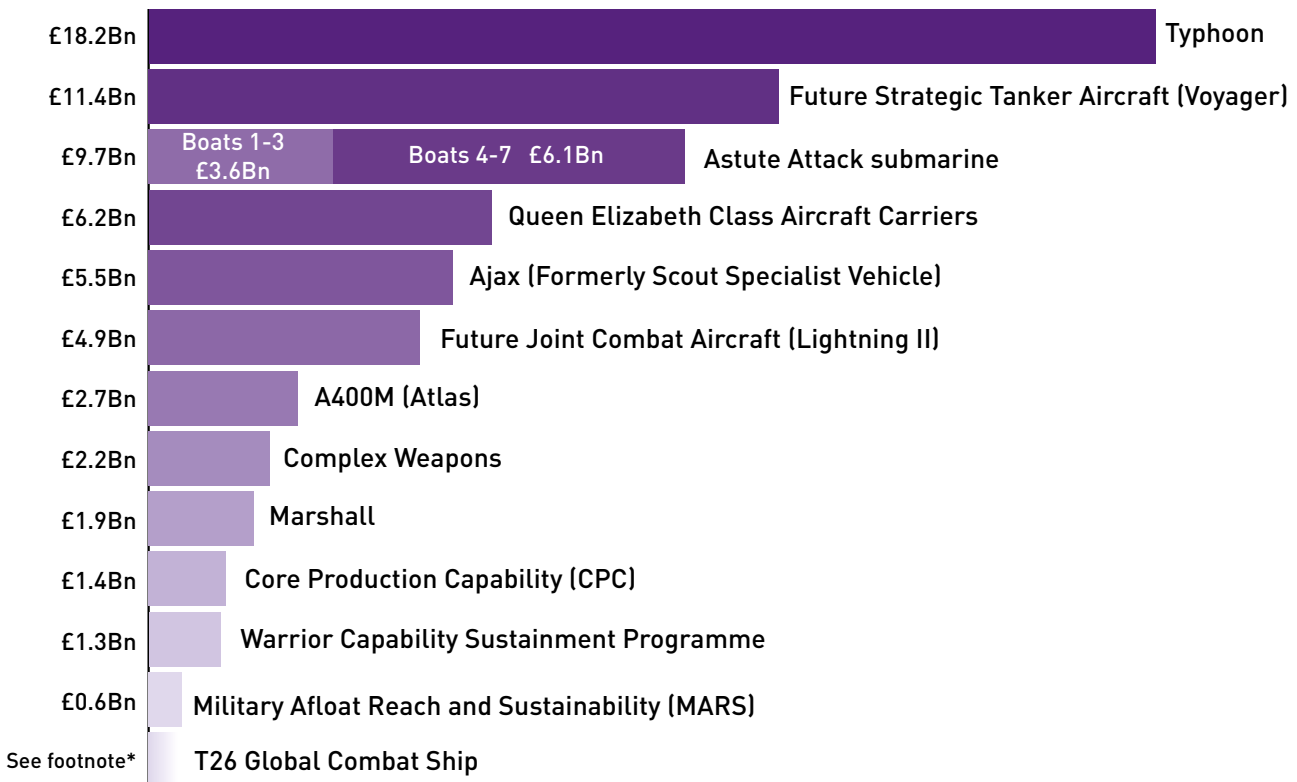 £18.2Bn Typhoon
£11.4Bn Future Strategic Tanker Aircraft (Voyager)
£9.7Bn Boats 1-3 £3.6Bn Boats 4-7 £6.1Bn Astute Attack submarine
£6.2Bn Queen Elizabeth Class Aircraft Carriers
£5.5Bn Ajax (Formerly Scout Specialist Vehicle)
£4.9Bn Future Joint Combat Aircraft (Lightning II)
£2.7Bn A400M (Atlas)
£2.2Bn Complex Weapons
£1.9Bn Marshall
£1.4Bn Core Production Capability (CPC)
£1.3Bn Warrior Capability Sustainment Programme
£0.6Bn Military Afloat Reach and Sustainability (MARS)
See footnote* T26 Global Combat Ship